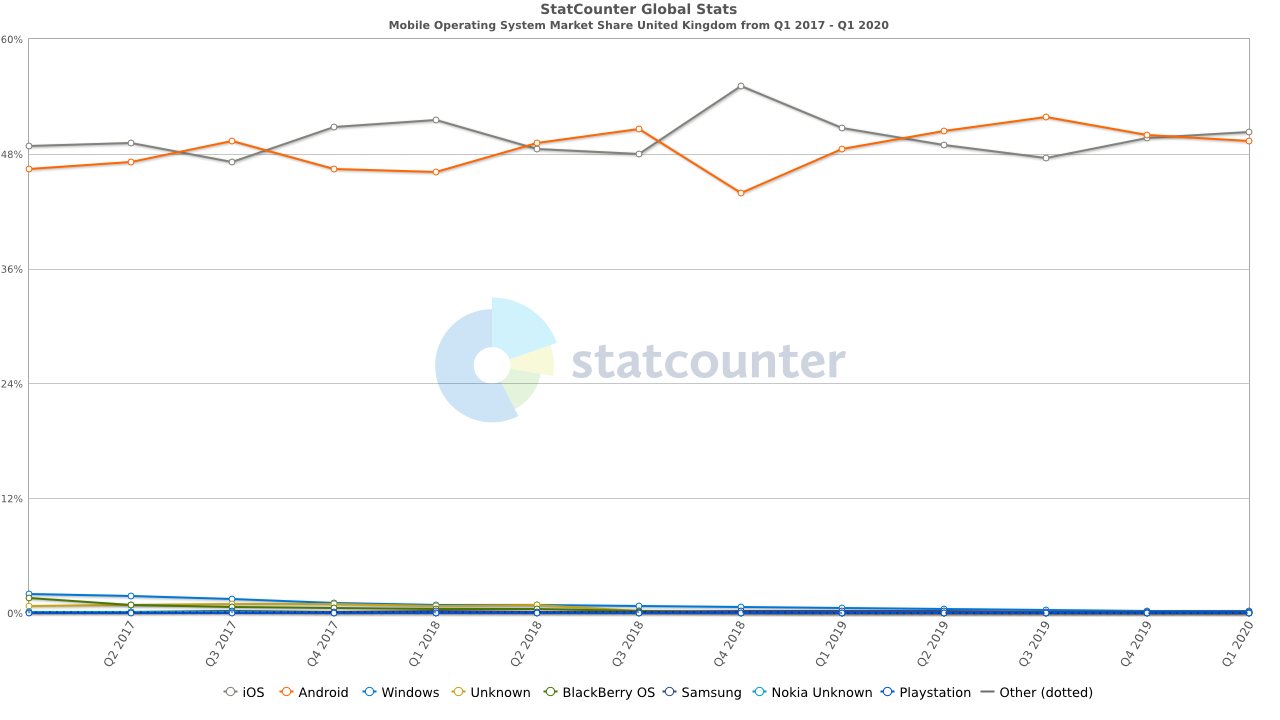 StatCounter Global Stats
Mobile Operating System Market Share United Kingdom from Q1 2017 - Q1 2020
60%
48%
36%
24%
12%
0%
statcounter
Q2 2017
Q3 2017
Q4 2017
Q1 2018
Q2 2018
Q3 2018
Q4 2018
Q1 2019
Q2 2019
Q3 2019
Q4 2019
Q1 2020
iOS Android Windows Unknown BlackBerry OS Samsung Nokia Unknown Playstation Other (dotted)